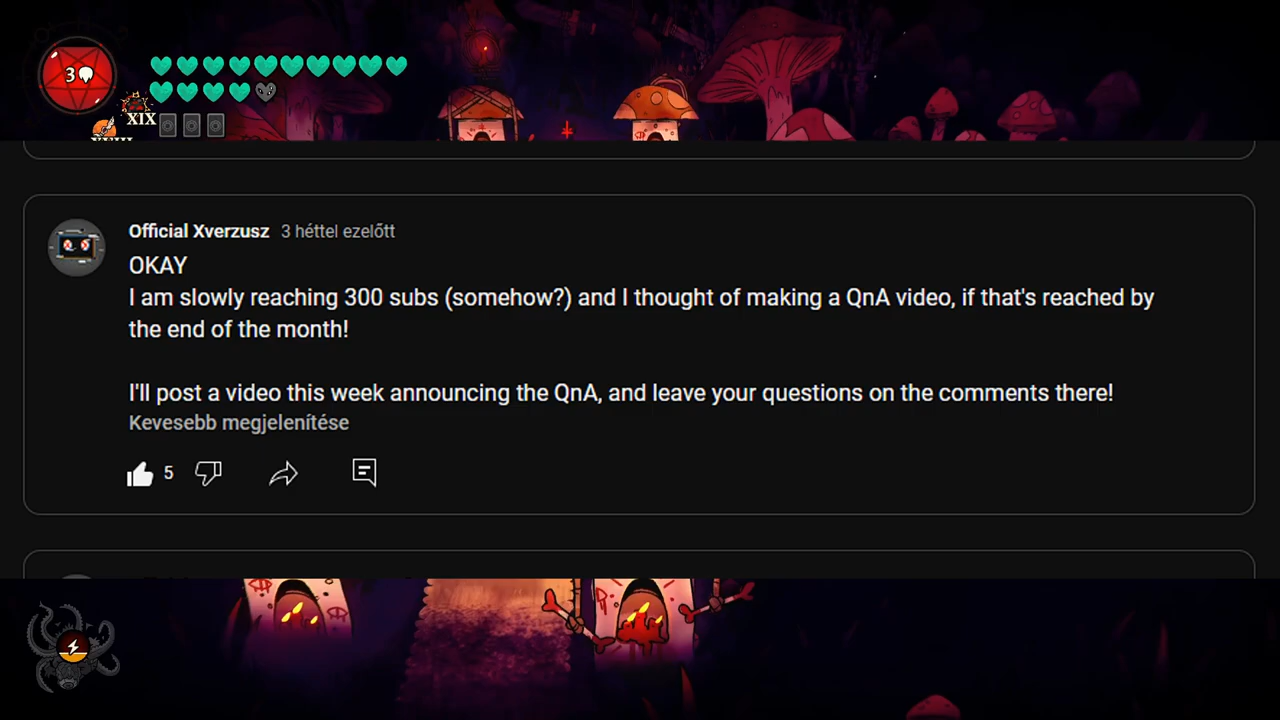 3
XIX
Official Xverzusz 3 héttel ezelőtt
OKAY
I am slowly reaching 300 subs (somehow?) and I thought of making a QnA video, if that's reached by
the end of the month!
I'll post a video this week announcing the QnA, and leave your questions on the comments there!
Kevesebb megjelenítése
5